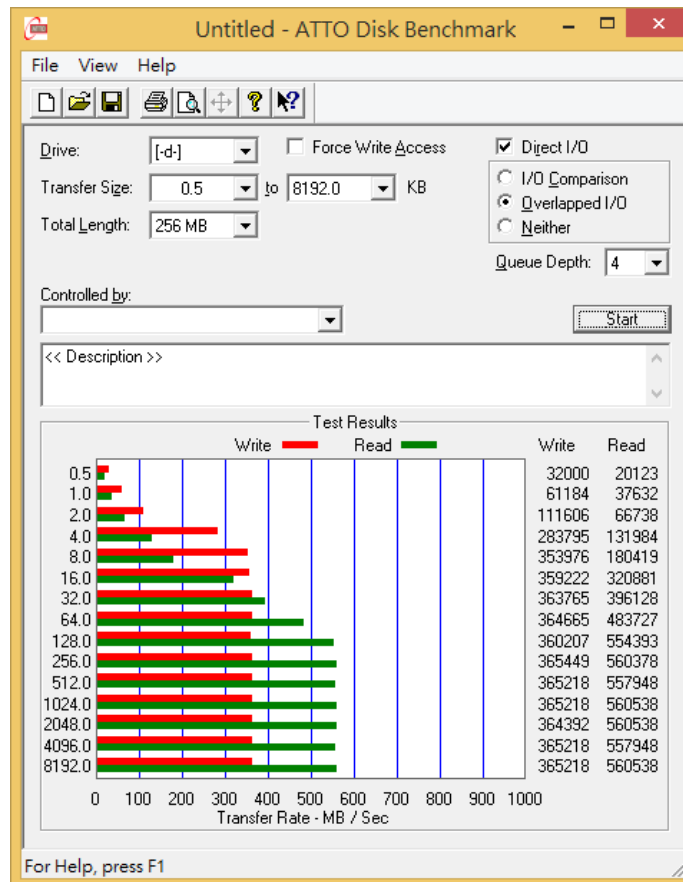 Untitled - ATTO Disk Benchmark
File View Help
Drive: [-d-] Force Write Access Direct I/O
Transfer Size: 0.5 to 8192.0 KB I/O Comparison
Overlapped I/O
Total Length: 256 MB Neither
Queue Depth: 4
Controlled by:
Start
<< Description >>
Test Results
Write Read Write Read
0.5 32000 20123
1.0 61184 37632
2.0 111606 66738
4.0 283795 131984
8.0 353976 180419
16.0 359222 320881
32.0 363765 396128
64.0 364665 483727
128.0 360207 554393
256.0 365449 560378
512.0 365218 557948
1024.0 365218 560538
2048.0 364392 560538
4096.0 365218 557948
8192.0 365218 560538
0 100 200 300 400 500 600 700 800 900 1000
Transfer Rate - MB / Sec
For Help, press F1